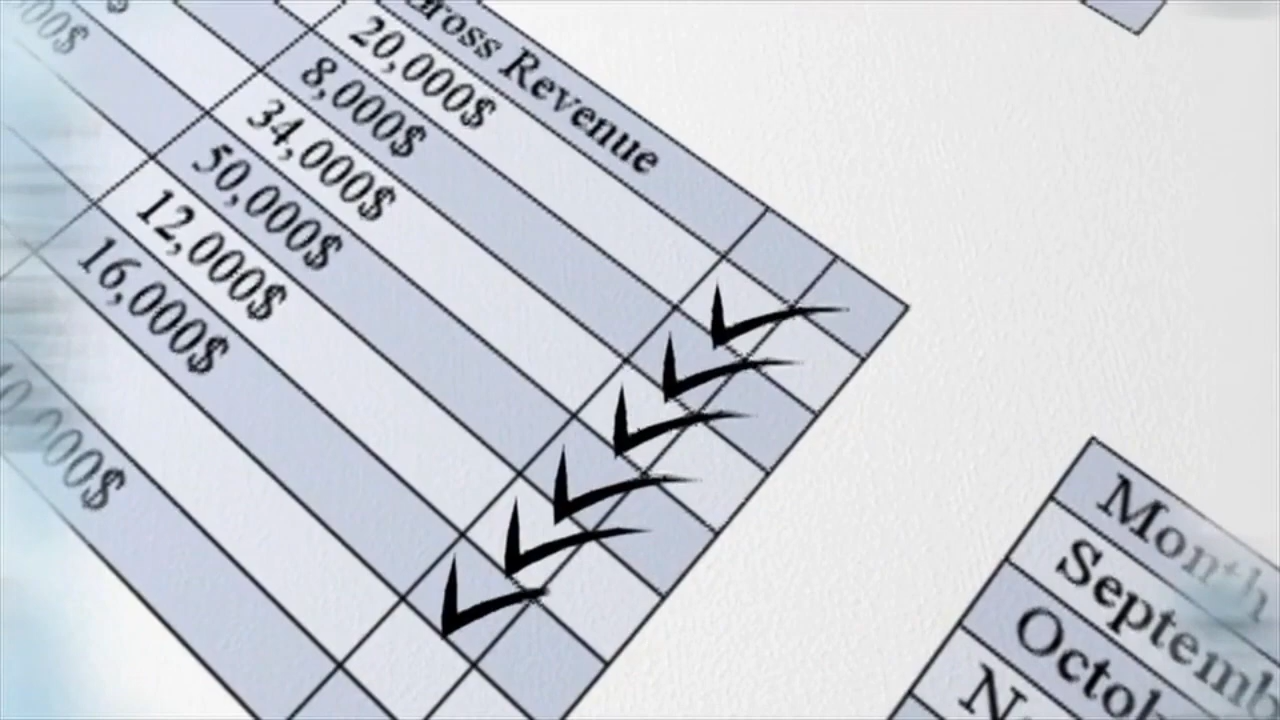 Gross Revenue
20,000$
8,000$
34,000$
50,000$
12,000$
16,000$
Month
Septemb
Octob